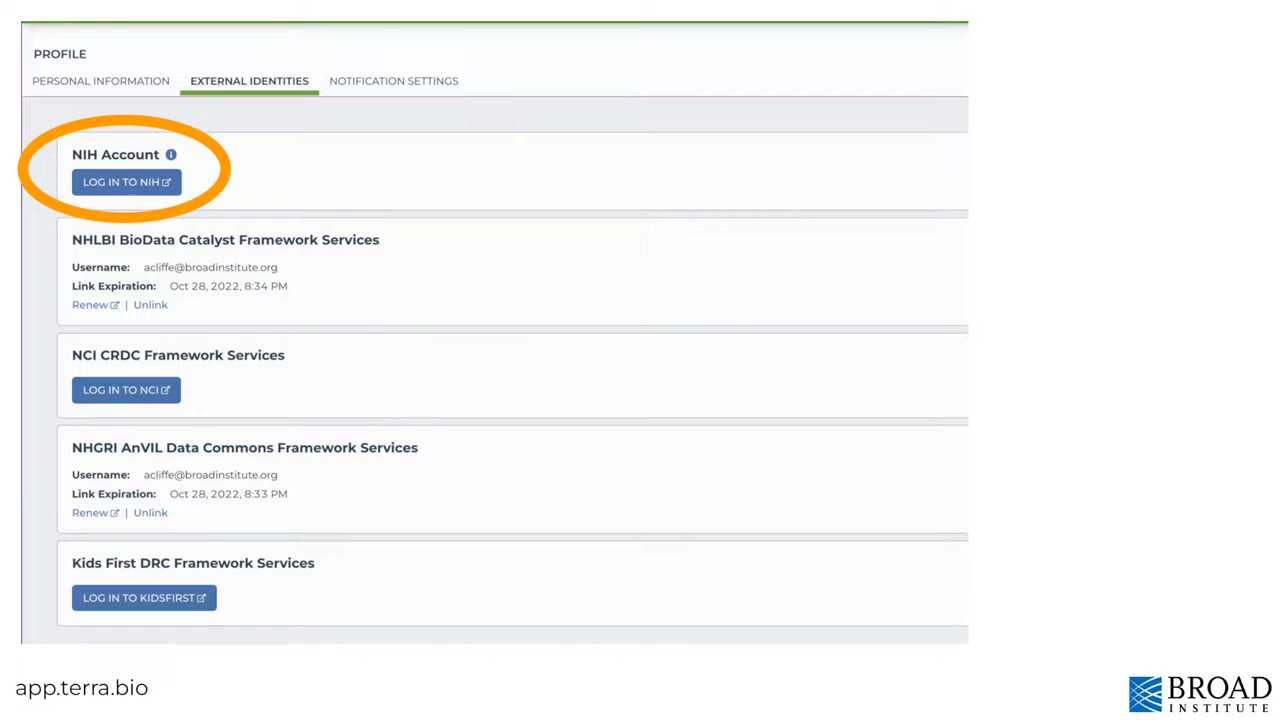 PROFILE
PERSONAL INFORMATION EXTERNAL IDENTITIES NOTIFICATION SETTINGS
NIH Account
LOG IN TO NIH
NHLBI BioData Catalyst Framework Services
Username: acliffe@broadinstitute.org
Link Expiration: Oct 28, 2022, 8:34 PM
Renew | Unlink
NCI CRDC Framework Services
LOG IN TO NCI
NHGRI AnVIL Data Commons Framework Services
Username: acliffe@broadinstitute.org
Link Expiration: Oct 28, 2022, 8:33 PM
Renew | Unlink
Kids First DRC Framework Services
LOG IN TO KIDSFIRST
app.terra.bio
BROAD
INSTITUTE